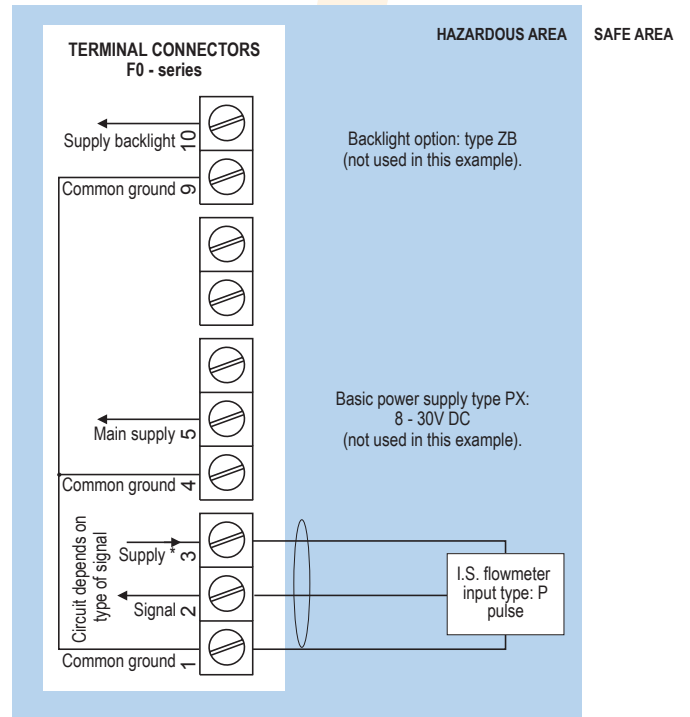 HAZARDOUS AREA SAFE AREA
TERMINAL CONNECTORS
F0 - series
Supply backlight 10
Common ground 9
Backlight option: type ZB
(not used in this example).
Main supply 5
Common ground 4
Basic power supply type PX:
8 - 30V DC
(not used in this example).
Circuit depends on
type of signal
Supply * 3
Signal 2
Common ground 1
I.S. flowmeter
input type: P
pulse